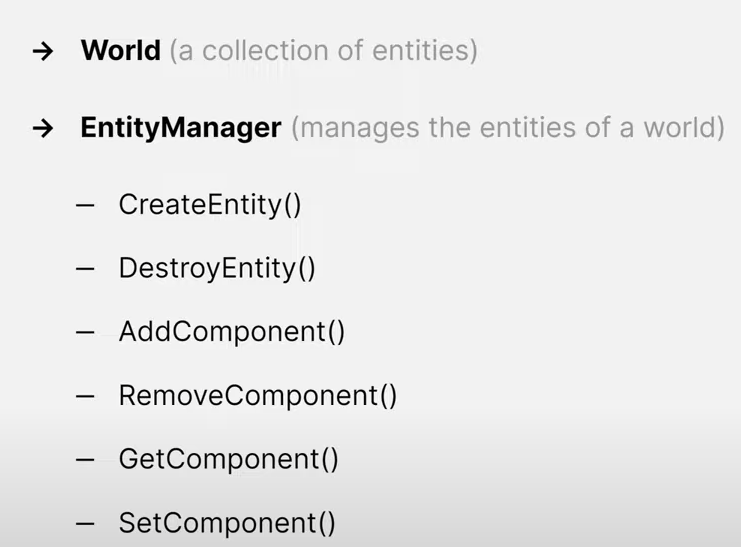 → World (a collection of entities)
→ EntityManager (manages the entities of a world)
– CreateEntity()
– DestroyEntity()
– AddComponent()
– RemoveComponent()
– GetComponent()
– SetComponent()